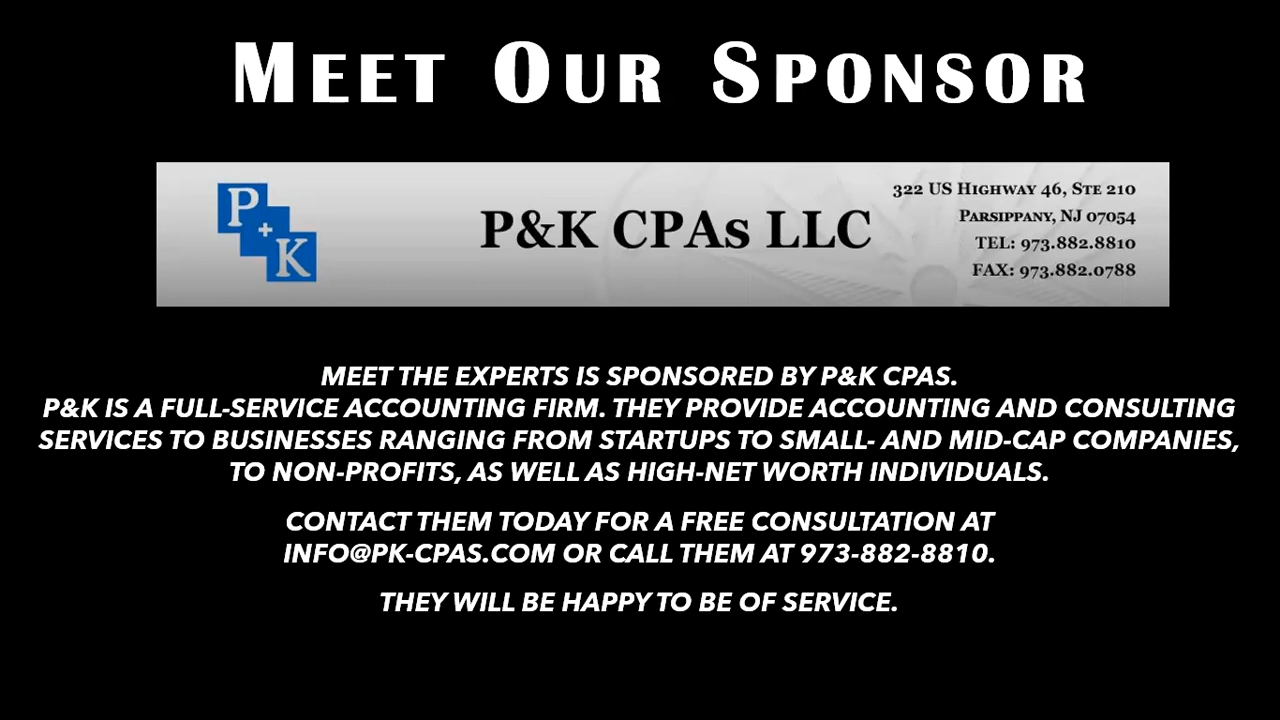 MEET OUR SPONSOR
P+K
P&K CPAs LLC
322 US HIGHWAY 46, STE 210
PARSIPPANY, NJ 07054
TEL: 973.882.8810
FAX: 973.882.0788
MEET THE EXPERTS IS SPONSORED BY P&K CPAS.
P&K IS A FULL-SERVICE ACCOUNTING FIRM. THEY PROVIDE ACCOUNTING AND CONSULTING
SERVICES TO BUSINESSES RANGING FROM STARTUPS TO SMALL- AND MID-CAP COMPANIES,
TO NON-PROFITS, AS WELL AS HIGH-NET WORTH INDIVIDUALS.
CONTACT THEM TODAY FOR A FREE CONSULTATION AT
INFO@PK-CPAS.COM OR CALL THEM AT 973-882-8810.
THEY WILL BE HAPPY TO BE OF SERVICE.